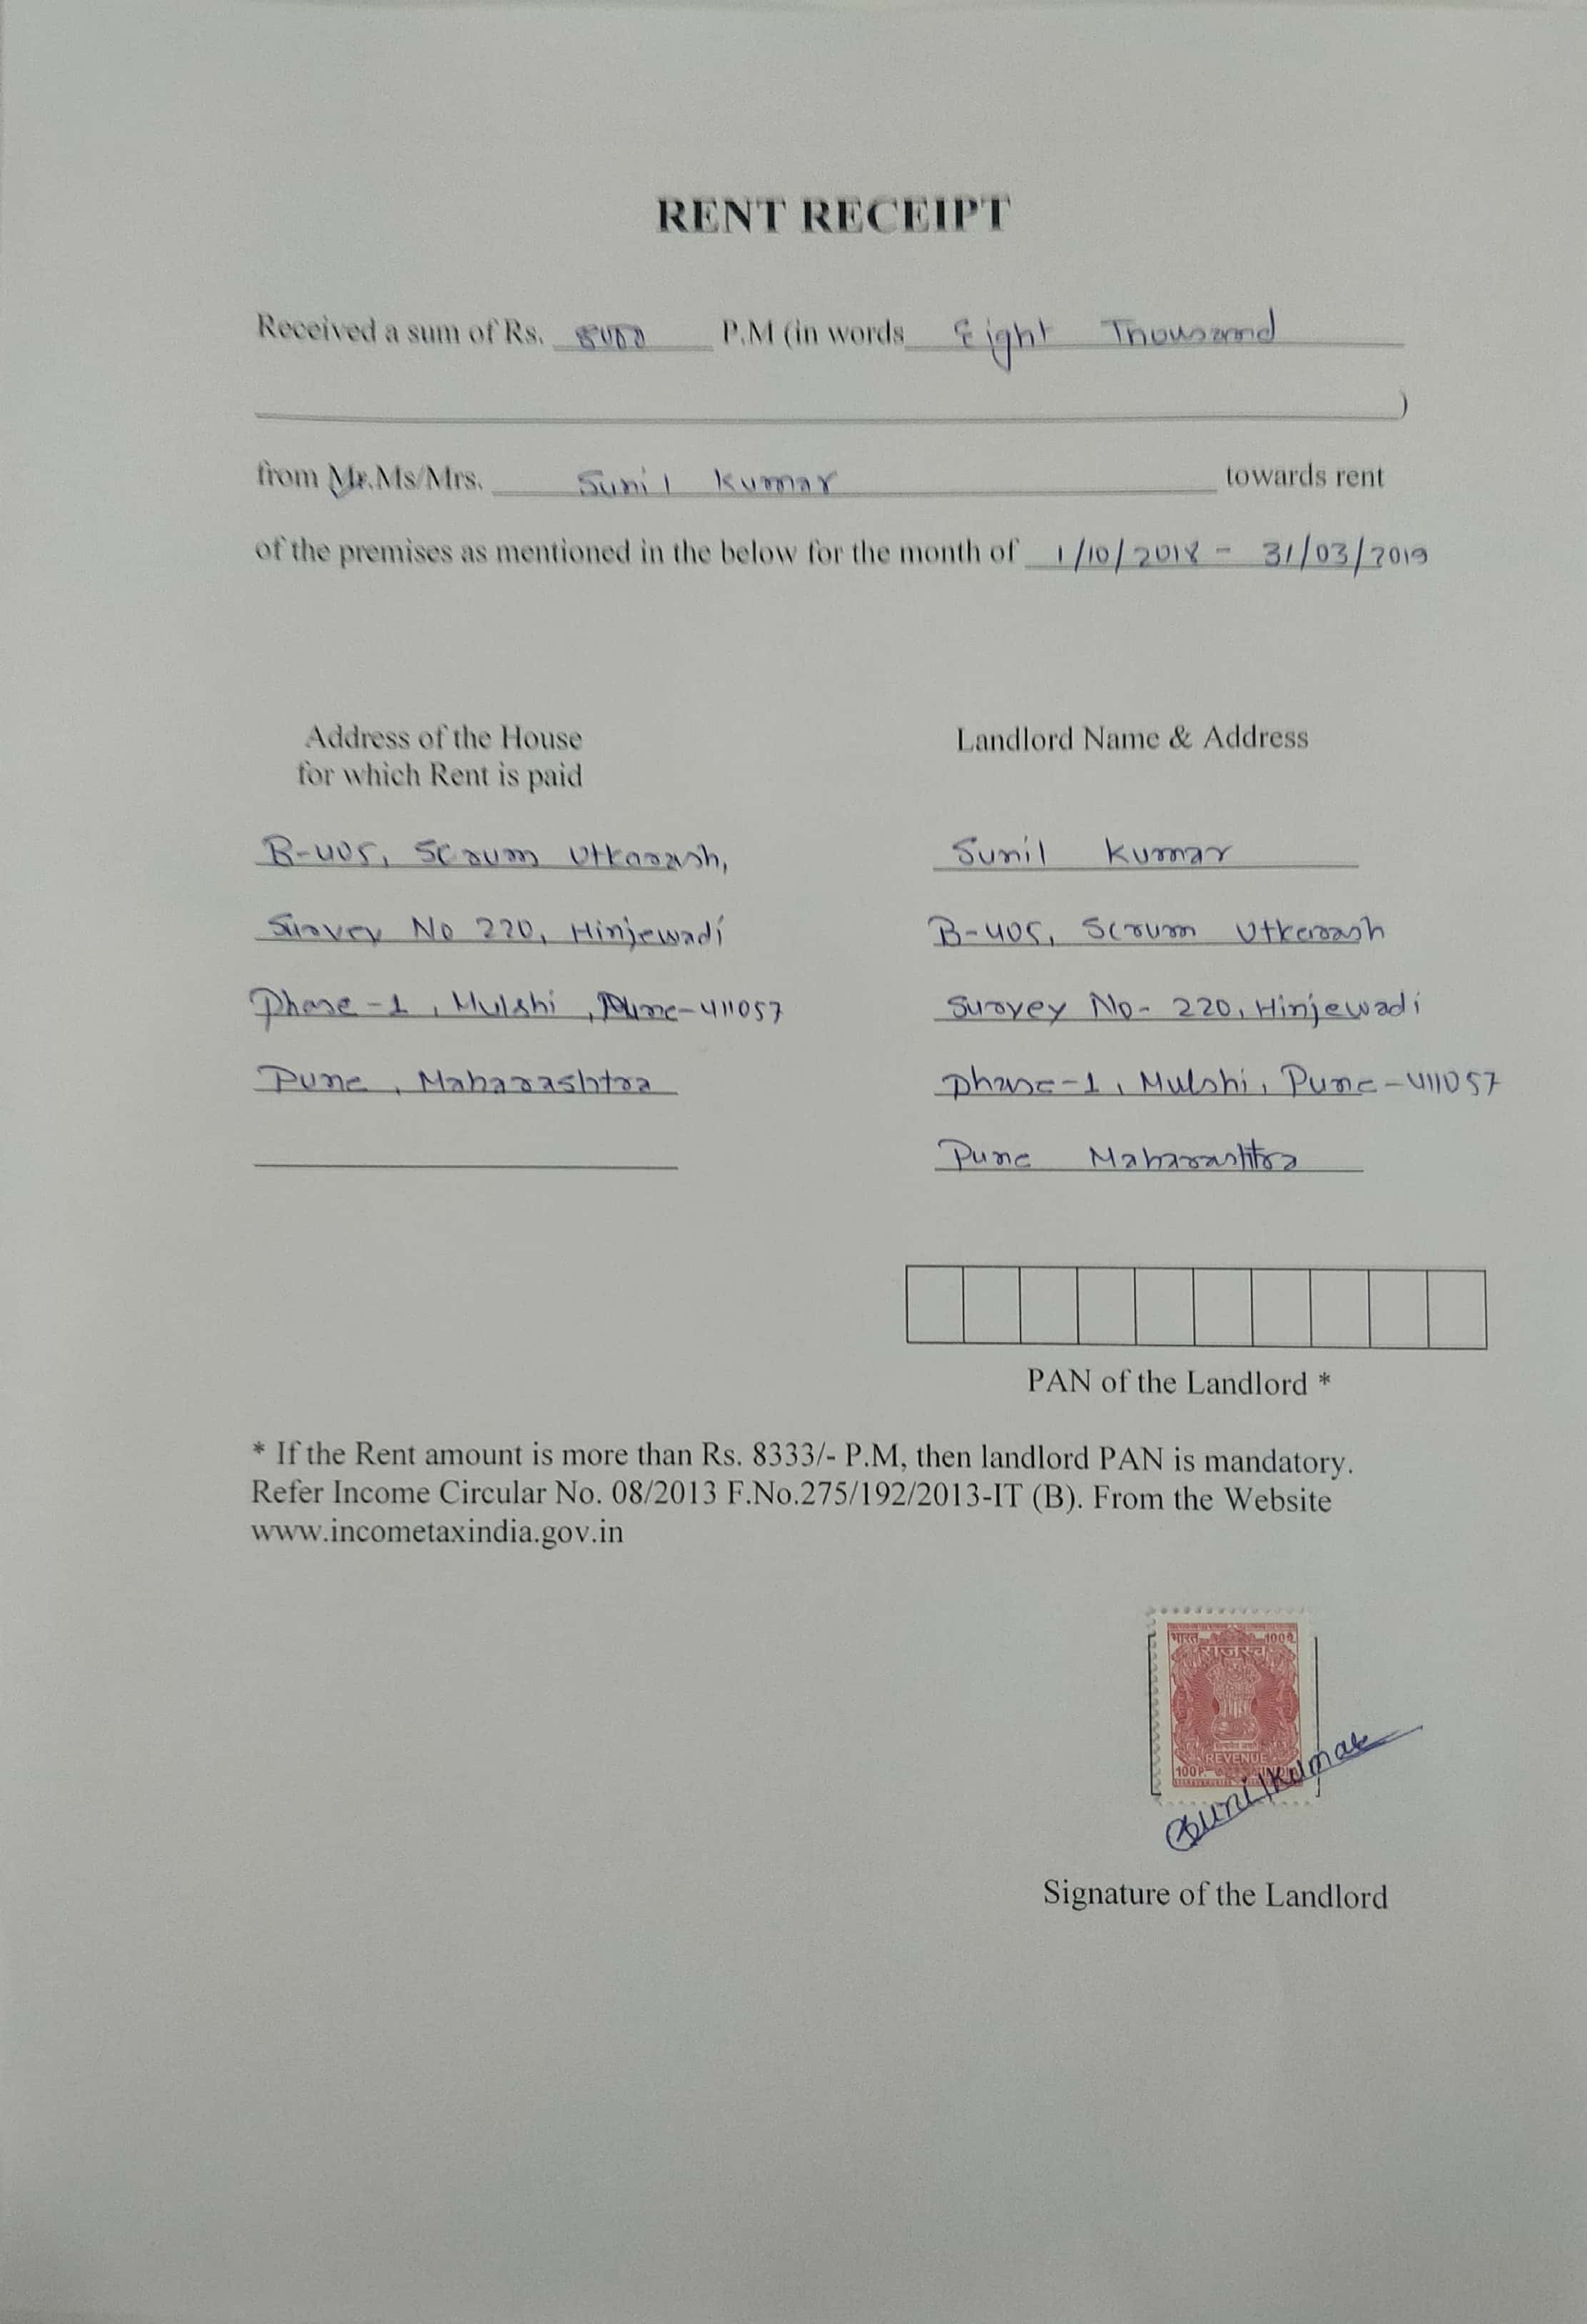 RENT RECEIPT
Received a sum of Rs. 8000 P.M (in words Eight Thousand
)
from Mr.Ms/Mrs. Sunil Kumar towards rent
of the premises as mentioned in the below for the month of 1/10/2018 - 31/03/2019
Address of the House
for which Rent is paid
B-405, Scrum Utkarash,
Survey No 220, Hinjewadi
Phase-1, Mulshi, Pune-411057
Pune, Maharashtra
Landlord Name & Address
Sunil Kumar
B-405, Scrum Utkarash
Survey No- 220, Hinjewadi
Phase-1, Mulshi, Pune-411057
Pune Maharashtra
PAN of the Landlord *
* If the Rent amount is more than Rs. 8333/- P.M, then landlord PAN is mandatory.
Refer Income Circular No. 08/2013 F.No.275/192/2013-IT (B). From the Website
www.incometaxindia.gov.in
भारत 100प.
राजस्व
REVENUE
100P. INDIA
Sunil Kumar
Signature of the Landlord